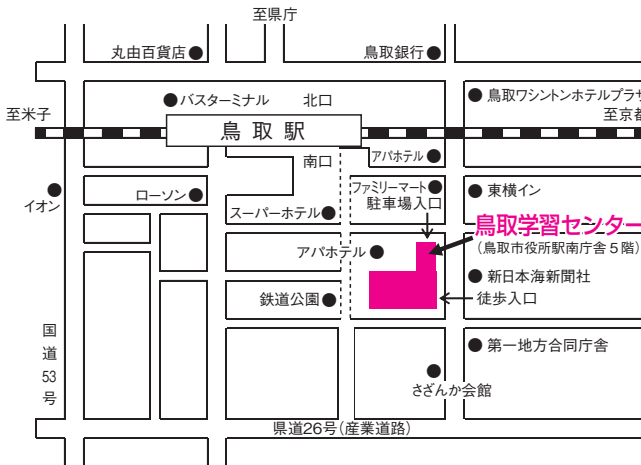 至県庁
丸由百貨店
鳥取銀行
バスターミナル
北口
鳥取ワシントンホテルプラザ
至米子
至京都
鳥取駅
南口
アパホテル
イオン
ローソン
ファミリーマート
駐車場入口
東横イン
スーパーホテル
鳥取学習センター
(鳥取市役所駅南庁舎5階)
アパホテル
新日本海新聞社
鉄道公園
徒歩入口
国道53号
第一地方合同庁舎
さざんか会館
県道26号(産業道路)